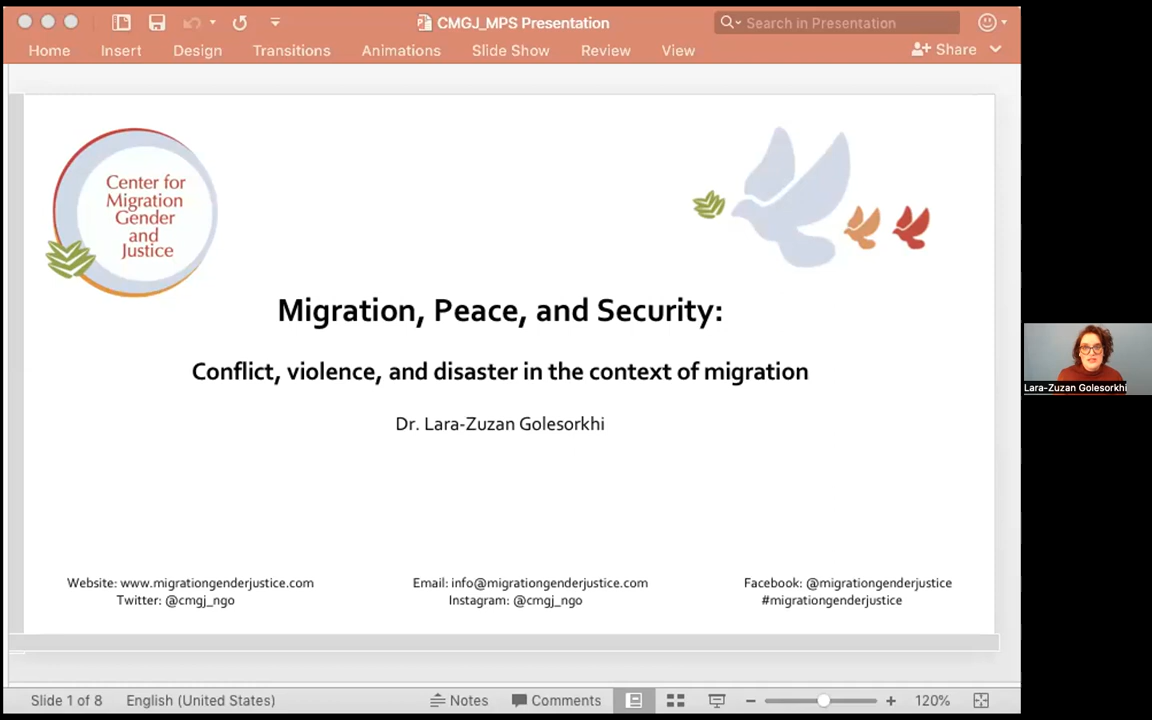 CMGJ_MPS Presentation
Search in Presentation
Home
Insert
Design
Transitions
Animations
Slide Show
Review
View
Share
Center for
Migration
Gender
and
Justice
Migration, Peace, and Security:
Conflict, violence, and disaster in the context of migration
Dr. Lara-Zuzan Golesorkhi
Website: www.migrationgenderjustice.com
Twitter: @cmgj_ngo
Email: info@migrationgenderjustice.com
Instagram: @cmgj_ngo
Facebook: @migrationgenderjustice
#migrationgenderjustice
Lara-Zuzan Golesorkhi
Slide 1 of 8
English (United States)
Notes
Comments
120%